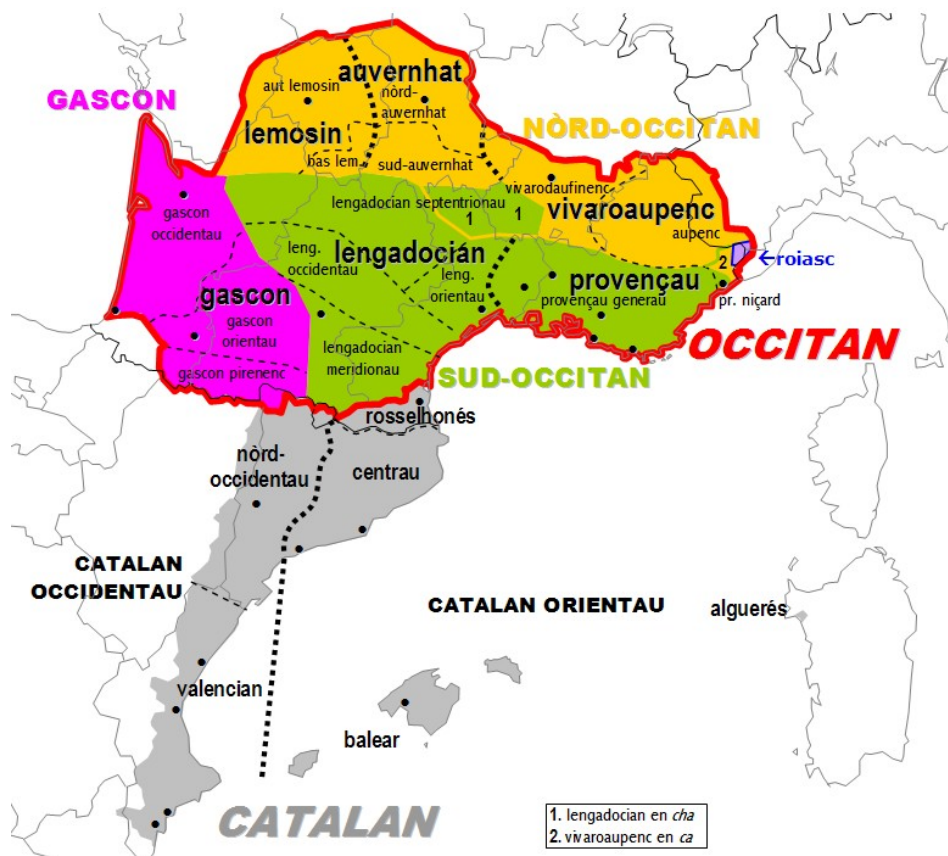 auvernhat
aut lemosin
nòrd-
auvernhat
GASCON
lemosin
NÒRD-OCCITAN
bas lem.
sud-auvernhat
vivarodaufinenc
lengadocian septentrionau
1
1
vivaroaupenc
aupenc
gascon
occidentau
leng.
occidentau
lengadocián
leng.
orientau
provençau
2
←roiasc
gascon
provençau generau
pr. niçard
gascon
orientau
OCCITAN
gascon pirenenc
lengadocian
meridionau
SUD-OCCITAN
rosselhonés
nòrd-
occidentau
centrau
CATALAN
OCCIDENTAU
CATALAN ORIENTAU
alguerés
valencian
balear
CATALAN
1. lengadocian en cha
2. vivaroaupenc en ca